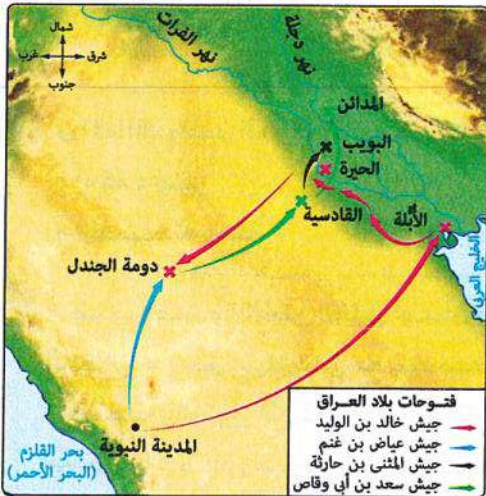 شمال
غرب
شرق
جنوب
نهر الفرات
نهر دجلة
المدائن
البويب
الحيرة
القادسية
الأبلة
دومة الجندل
الخليج العربي
المدينة النبوية
بحر القلزم
(البحر الأحمر)
فتوحات بلاد العراق
جيش خالد بن الوليد
جيش عياض بن غنم
جيش المثنى بن حارثة
جيش سعد بن أبي وقاص